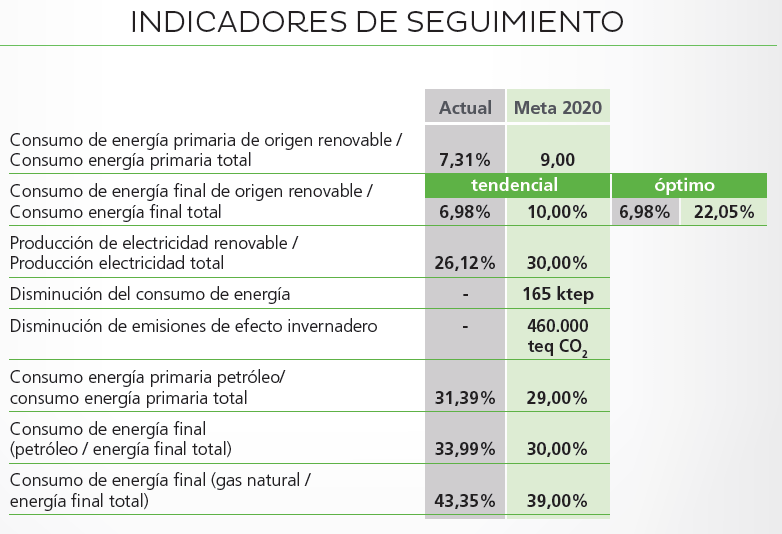 INDICADORES DE SEGUIMIENTO
Actual Meta 2020
Consumo de energía primaria de origen renovable /
Consumo energía primaria total 7,31% 9,00
Consumo de energía final de origen renovable / tendencial óptimo
Consumo energía final total 6,98% 10,00% 6,98% 22,05%
Producción de electricidad renovable /
Producción electricidad total 26,12% 30,00%
Disminución del consumo de energía - 165 ktep
Disminución de emisiones de efecto invernadero - 460.000
teq CO₂
Consumo energía primaria petróleo/
consumo energía primaria total 31,39% 29,00%
Consumo de energía final
(petróleo / energía final total) 33,99% 30,00%
Consumo de energía final (gas natural /
energía final total) 43,35% 39,00%